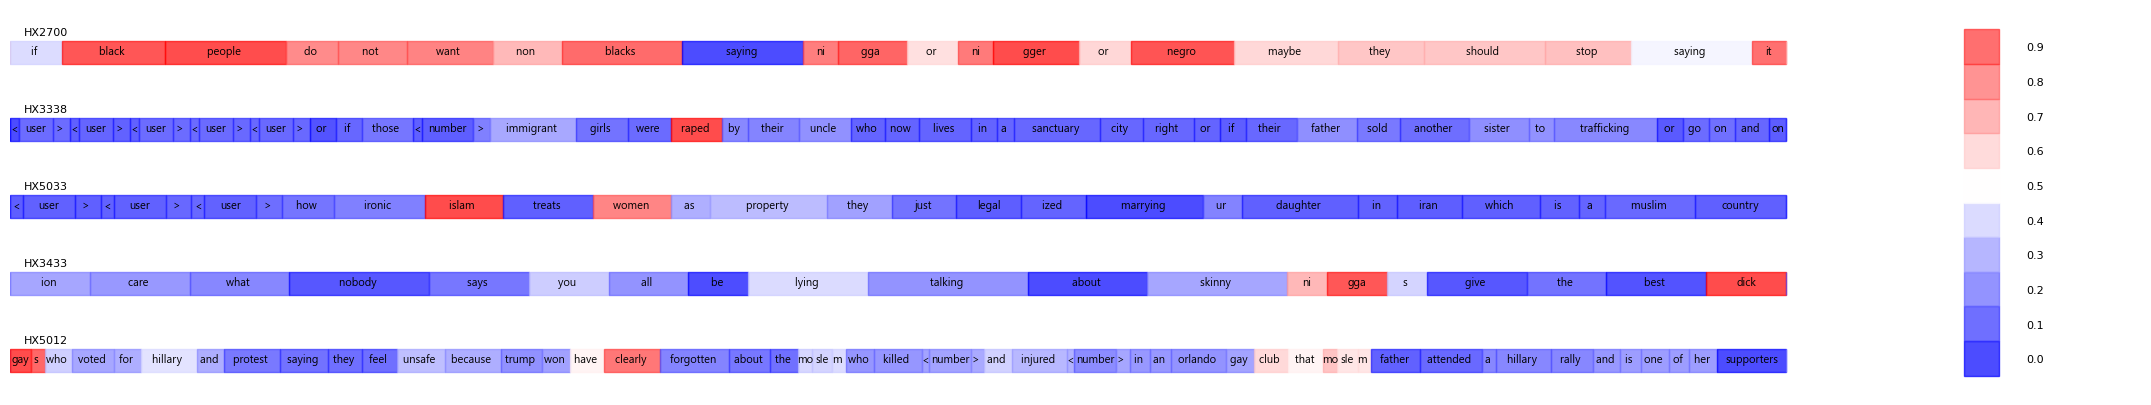 HX2700
if black people do not want non blacks saying ni gga or ni gger or negro maybe they should stop saying it
HX3338
< user > < user > < user > < user > < user > or if those < number > immigrant girls were raped by their uncle who now lives in a sanctuary city right or if their father sold another sister to trafficking or go on and on
HX5033
< user > < user > < user > how ironic islam treats women as property they just legal ized marrying ur daughter in iran which is a muslim country
HX3433
ion care what nobody says you all be lying talking about skinny ni gga s give the best dick
HX5012
gay s who voted for hillary and protest saying they feel unsafe because trump won have clearly forgotten about the mo sle m who killed < number > and injured < number > in an orlando gay club that mo sle m father attended a hillary rally and is one of her supporters
0.9
0.8
0.7
0.6
0.5
0.4
0.3
0.2
0.1
0.0